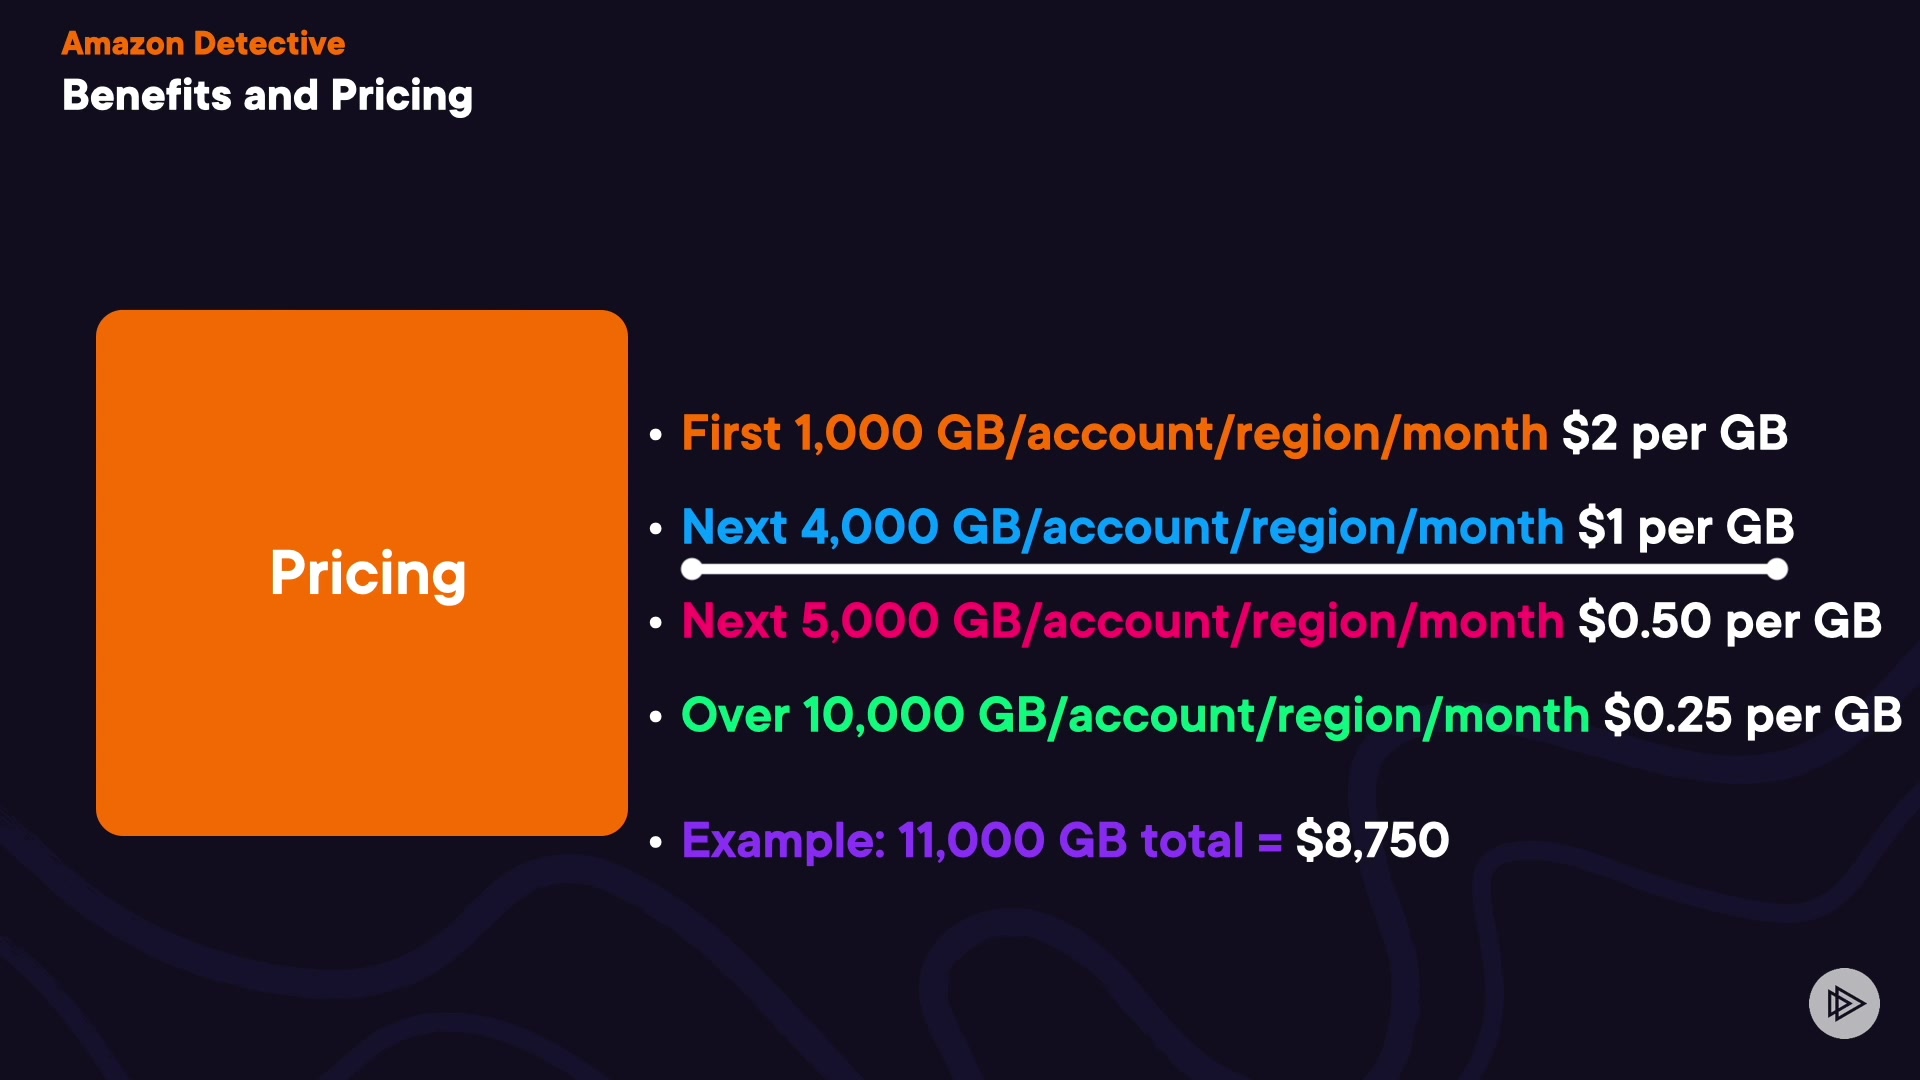 Amazon Detective
Benefits and Pricing
Pricing
• First 1,000 GB/account/region/month $2 per GB
• Next 4,000 GB/account/region/month $1 per GB
• Next 5,000 GB/account/region/month $0.50 per GB
• Over 10,000 GB/account/region/month $0.25 per GB
• Example: 11,000 GB total = $8,750